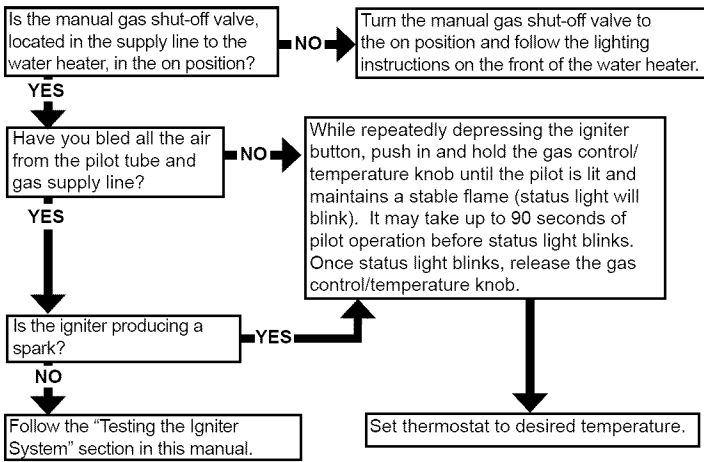 Is the manual gas shut-off valve,
located in the supply line to the
water heater, in the on position?
NO
Turn the manual gas shut-off valve to
the on position and follow the lighting
instructions on the front of the water heater.
YES
Have you bled all the air
from the pilot tube and
gas supply line?
NO
While repeatedly depressing the igniter
button, push in and hold the gas control/
temperature knob until the pilot is lit and
maintains a stable flame (status light will
blink).  It may take up to 90 seconds of
pilot operation before status light blinks.
Once status light blinks, release the gas
control/temperature knob.
YES
Is the igniter producing a
spark?
YES
NO
Follow the “Testing the Igniter
System” section in this manual.
Set thermostat to desired temperature.